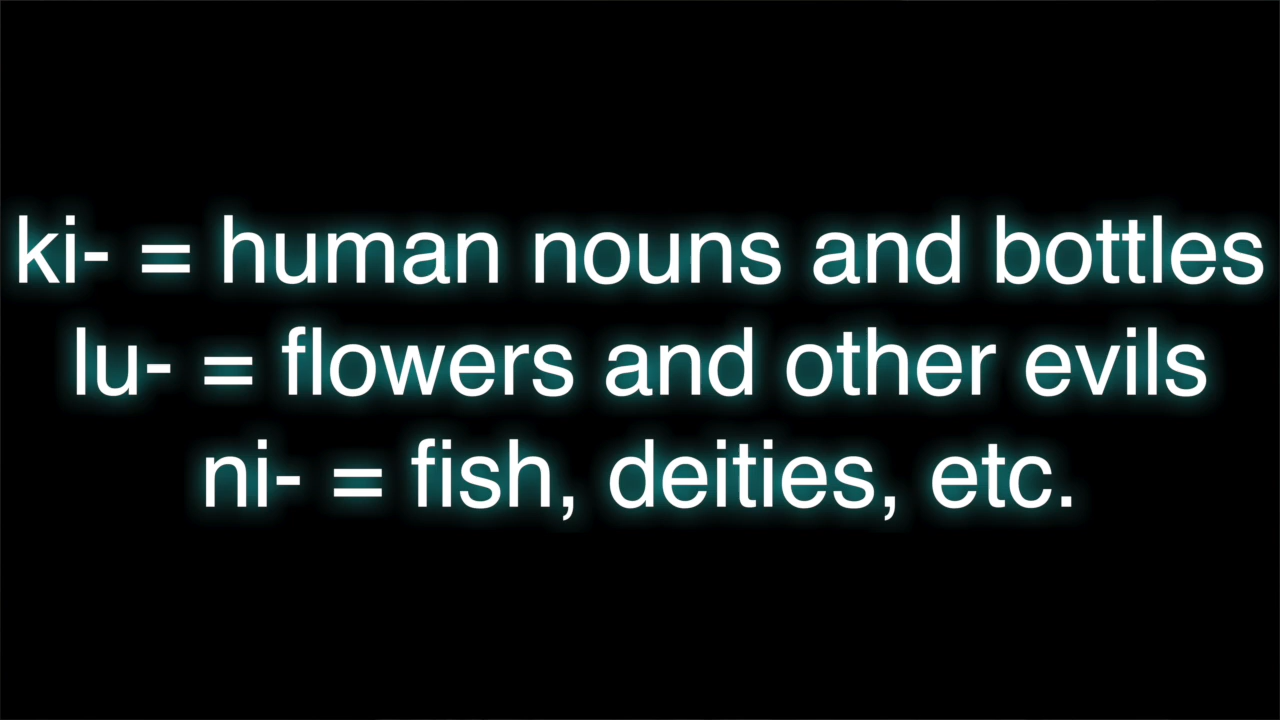 ki- = human nouns and bottles
lu- = flowers and other evils
ni- = fish, deities, etc.